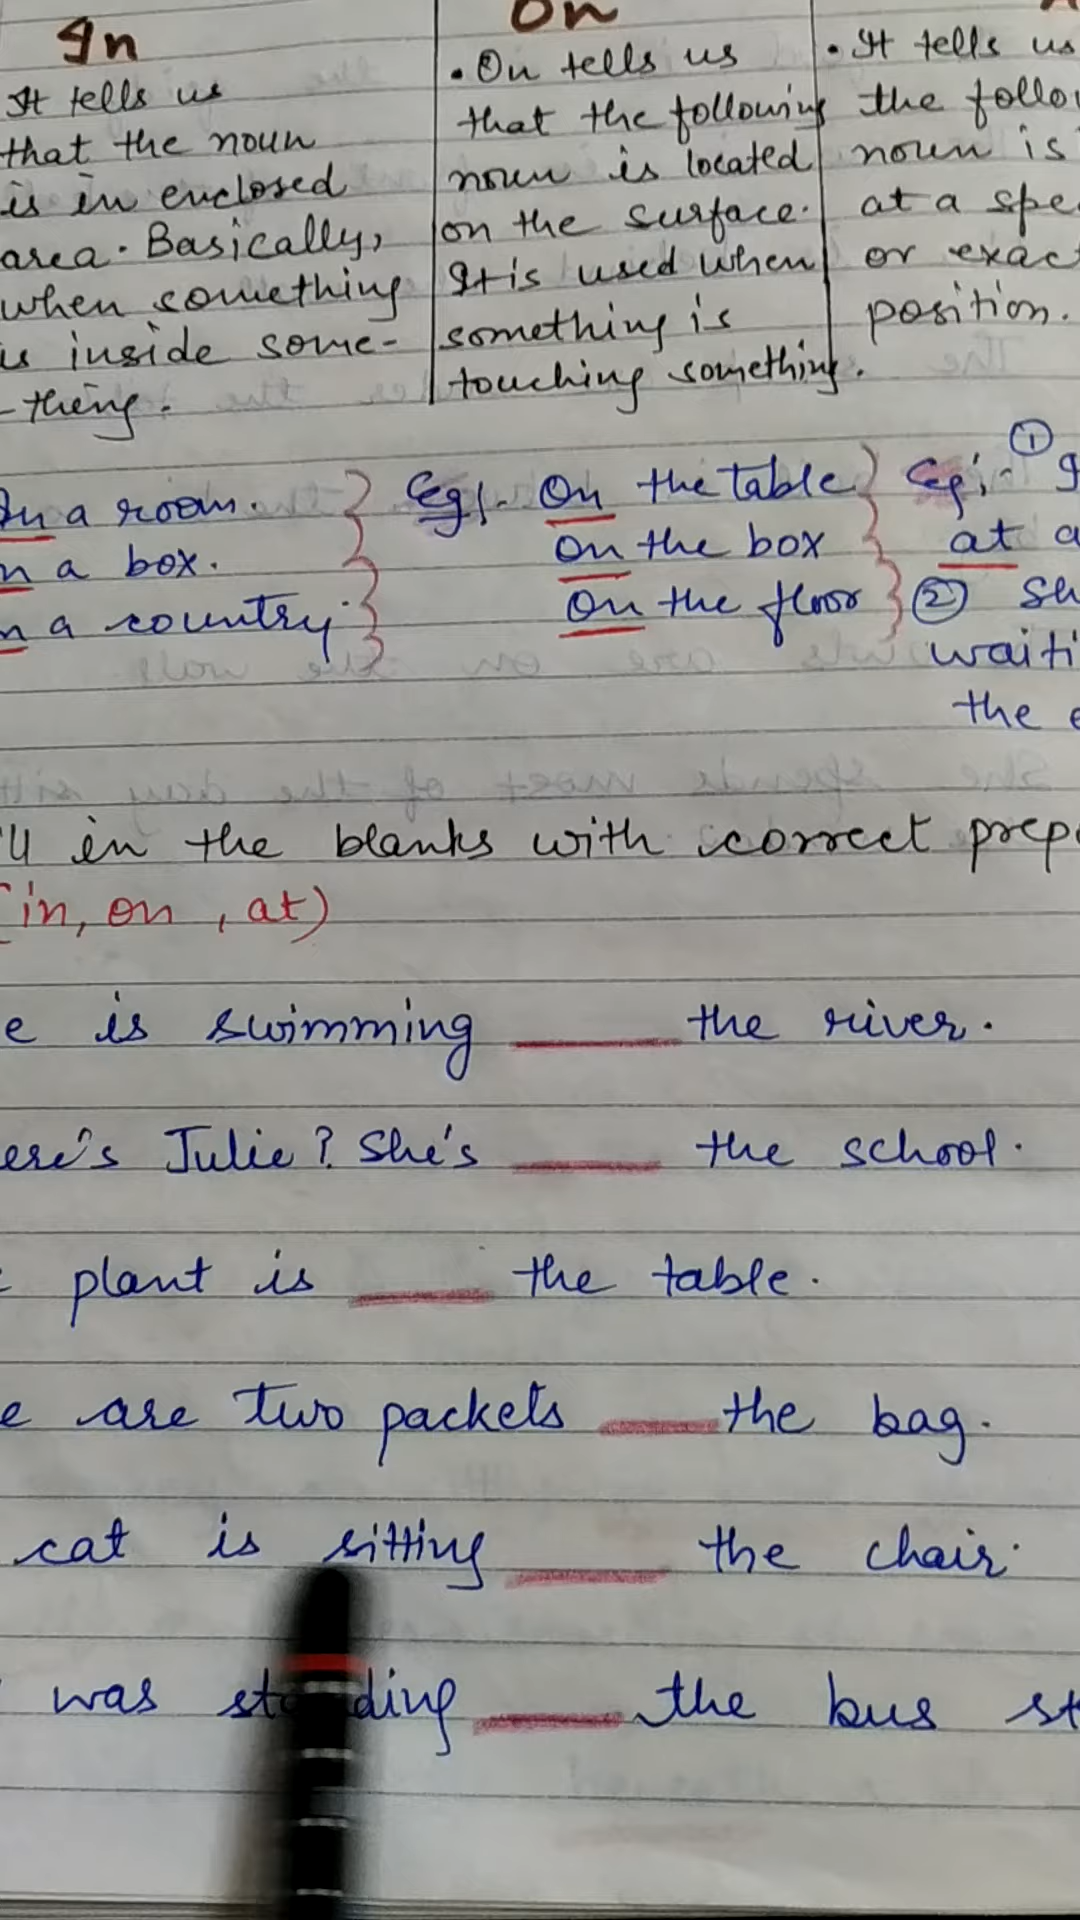 In
On
It tells us
that the noun
is in enclosed
area. Basically,
when something
is inside some-
-thing.
• On tells us
that the following
noun is located
on the surface.
It is used when
something is
touching something.
• It tells us
the follo
noun is
at a spe
or exac
position.
In a room.
n a box.
n a country.
Eg:- On the table
On the box
On the floor
Eg:- ①
at a
② Sh
waiti
the e
ll in the blanks with correct prep
(in, on, at)
e is swimming ____ the river.
ere's Julie? She's ____ the school.
plant is ____ the table.
e are two packets ____ the bag.
cat is sitting ____ the chair.
was standing ____ the bus st